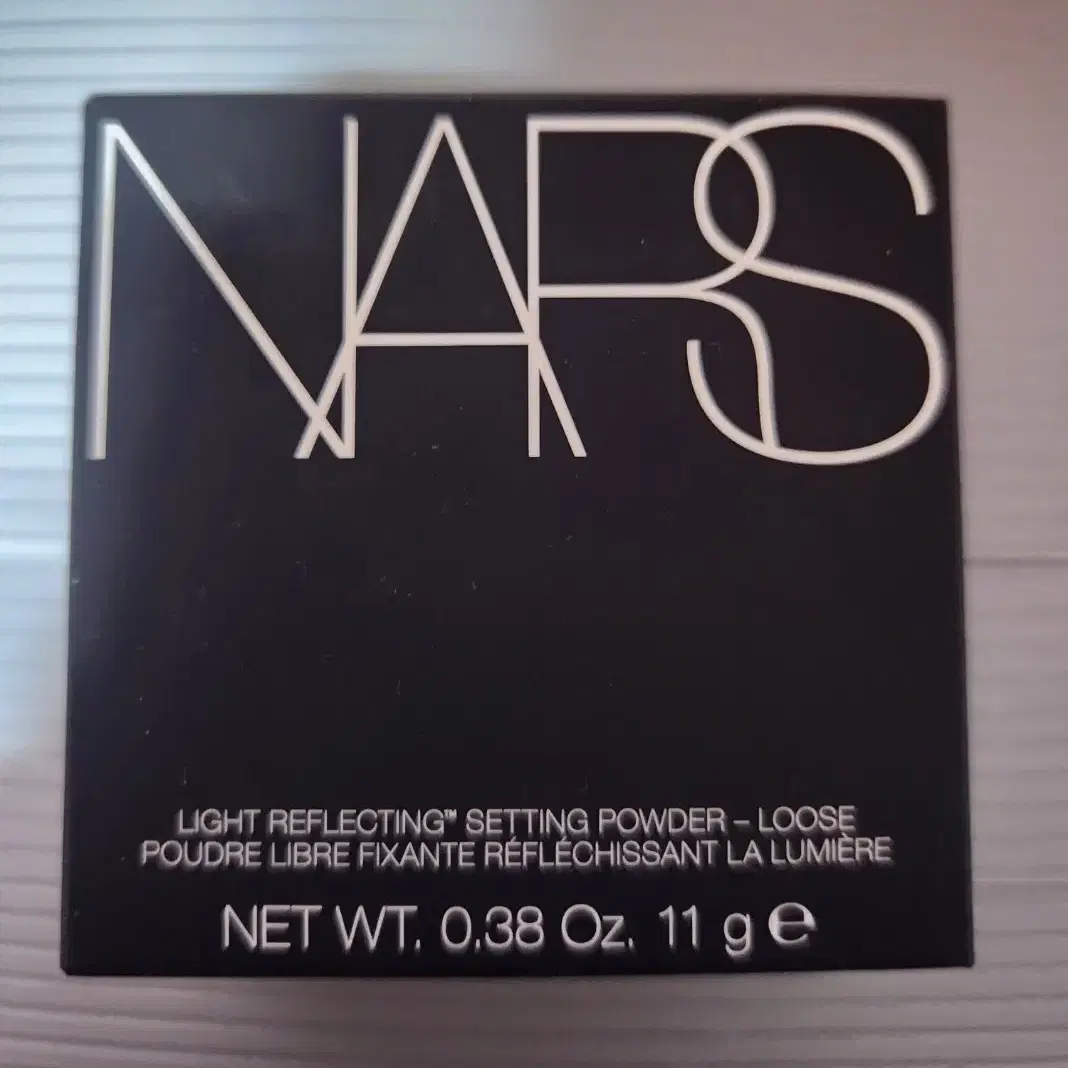 NARS
LIGHT REFLECTING™ SETTING POWDER – LOOSE
POUDRE LIBRE FIXANTE RÉFLÉCHISSANT LA LUMIÈRE
NET WT. 0.38 Oz. 11 g ℮